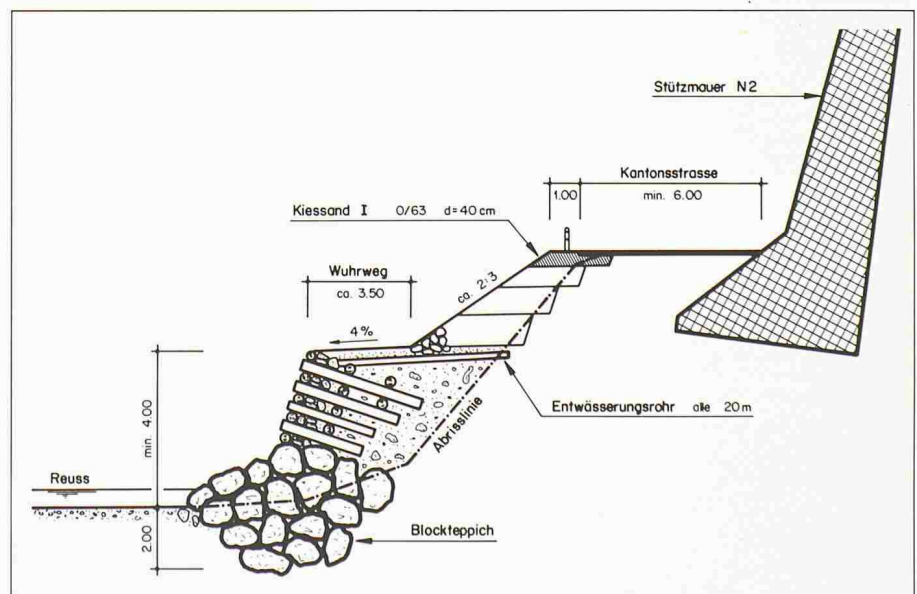 Stützmauer N2
Kantonsstrasse
1.00
min. 6.00
Kiessand I 0/63 d=40 cm
Wuhrweg
ca. 3.50
ca. 2:3
4%
min. 4.00
Entwässerungsrohr alle 20 m
Abrisslinie
Reuss
Blockteppich
2.00